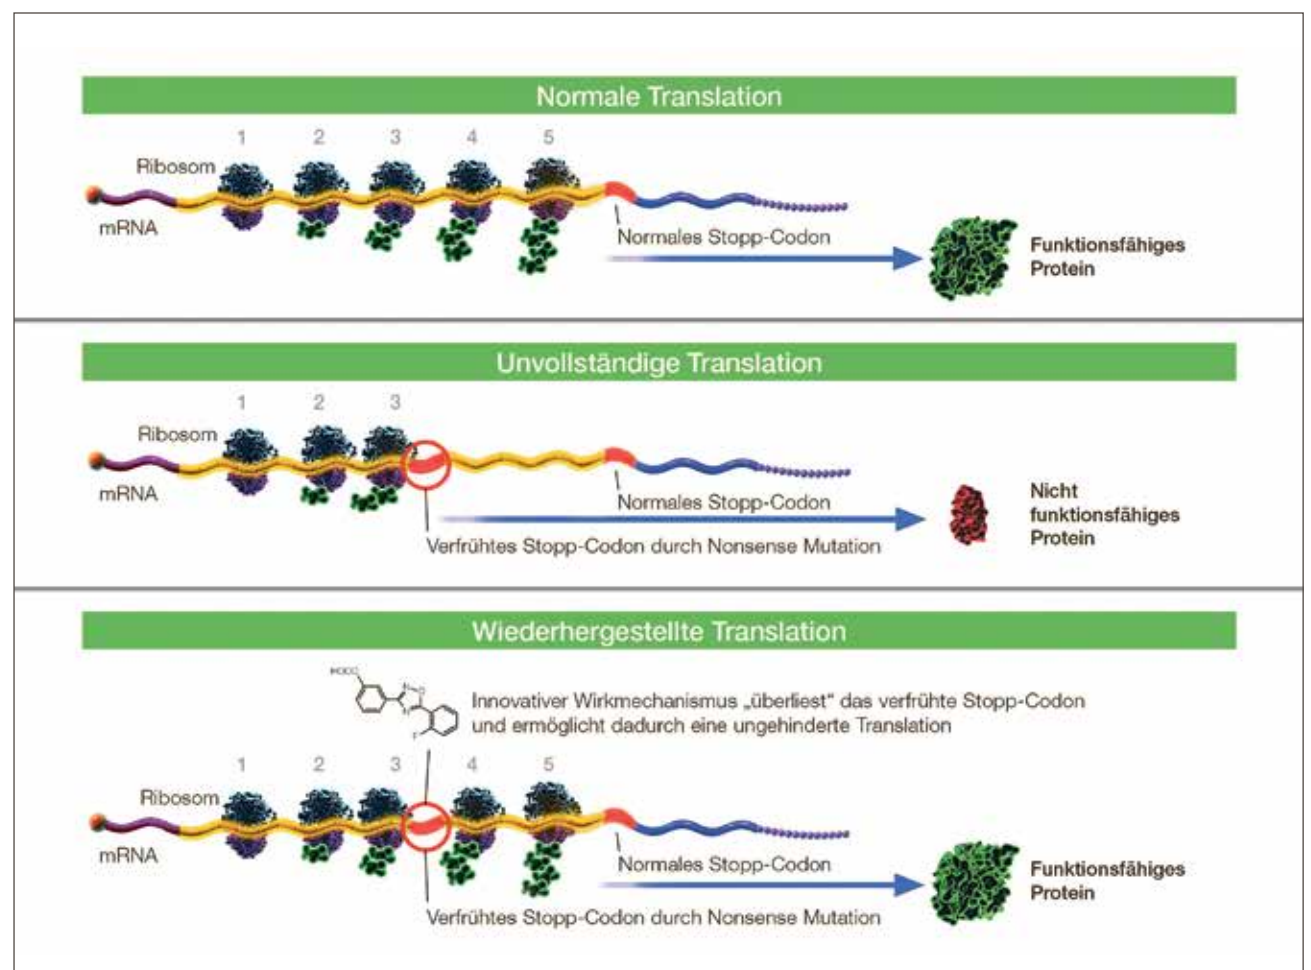 Normale Translation
1 2 3 4 5
Ribosom
mRNA
Normales Stopp-Codon
Funktionsfähiges
Protein
Unvollständige Translation
1 2 3
Ribosom
mRNA
Normales Stopp-Codon
Verfrühtes Stopp-Codon durch Nonsense Mutation
Nicht
funktionsfähiges
Protein
Wiederhergestellte Translation
HOOC
N
O
N
F
Innovativer Wirkmechanismus „überliest“ das verfrühte Stopp-Codon
und ermöglicht dadurch eine ungehinderte Translation
1 2 3 4 5
Ribosom
mRNA
Normales Stopp-Codon
Verfrühtes Stopp-Codon durch Nonsense Mutation
Funktionsfähiges
Protein